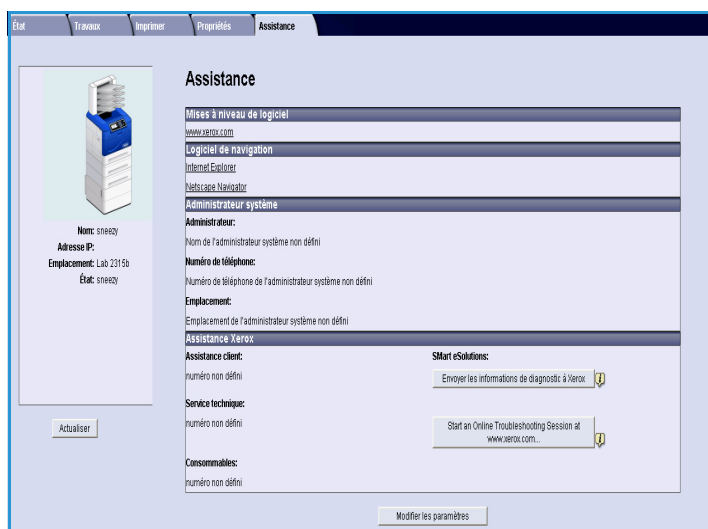 État Travaux Imprimer Propriétés Assistance
Assistance
Mises à niveau de logiciel
www.xerox.com
Logiciel de navigation
Internet Explorer
Netscape Navigator
Administrateur système
Administrateur:
Nom de l'administrateur système non défini
Numéro de téléphone:
Numéro de téléphone de l'administrateur système non défini
Emplacement:
Emplacement de l'administrateur système non défini
Assistance Xerox
Assistance client:
numéro non défini
Service technique:
numéro non défini
Consommables:
numéro non défini
SMart eSolutions:
Envoyer les informations de diagnostic à Xerox
Start an Online Troubleshooting Session at
www.xerox.com...
Nom: sneezy
Adresse IP:
Emplacement: Lab 2315b
État: sneezy
Actualiser
Modifier les paramètres